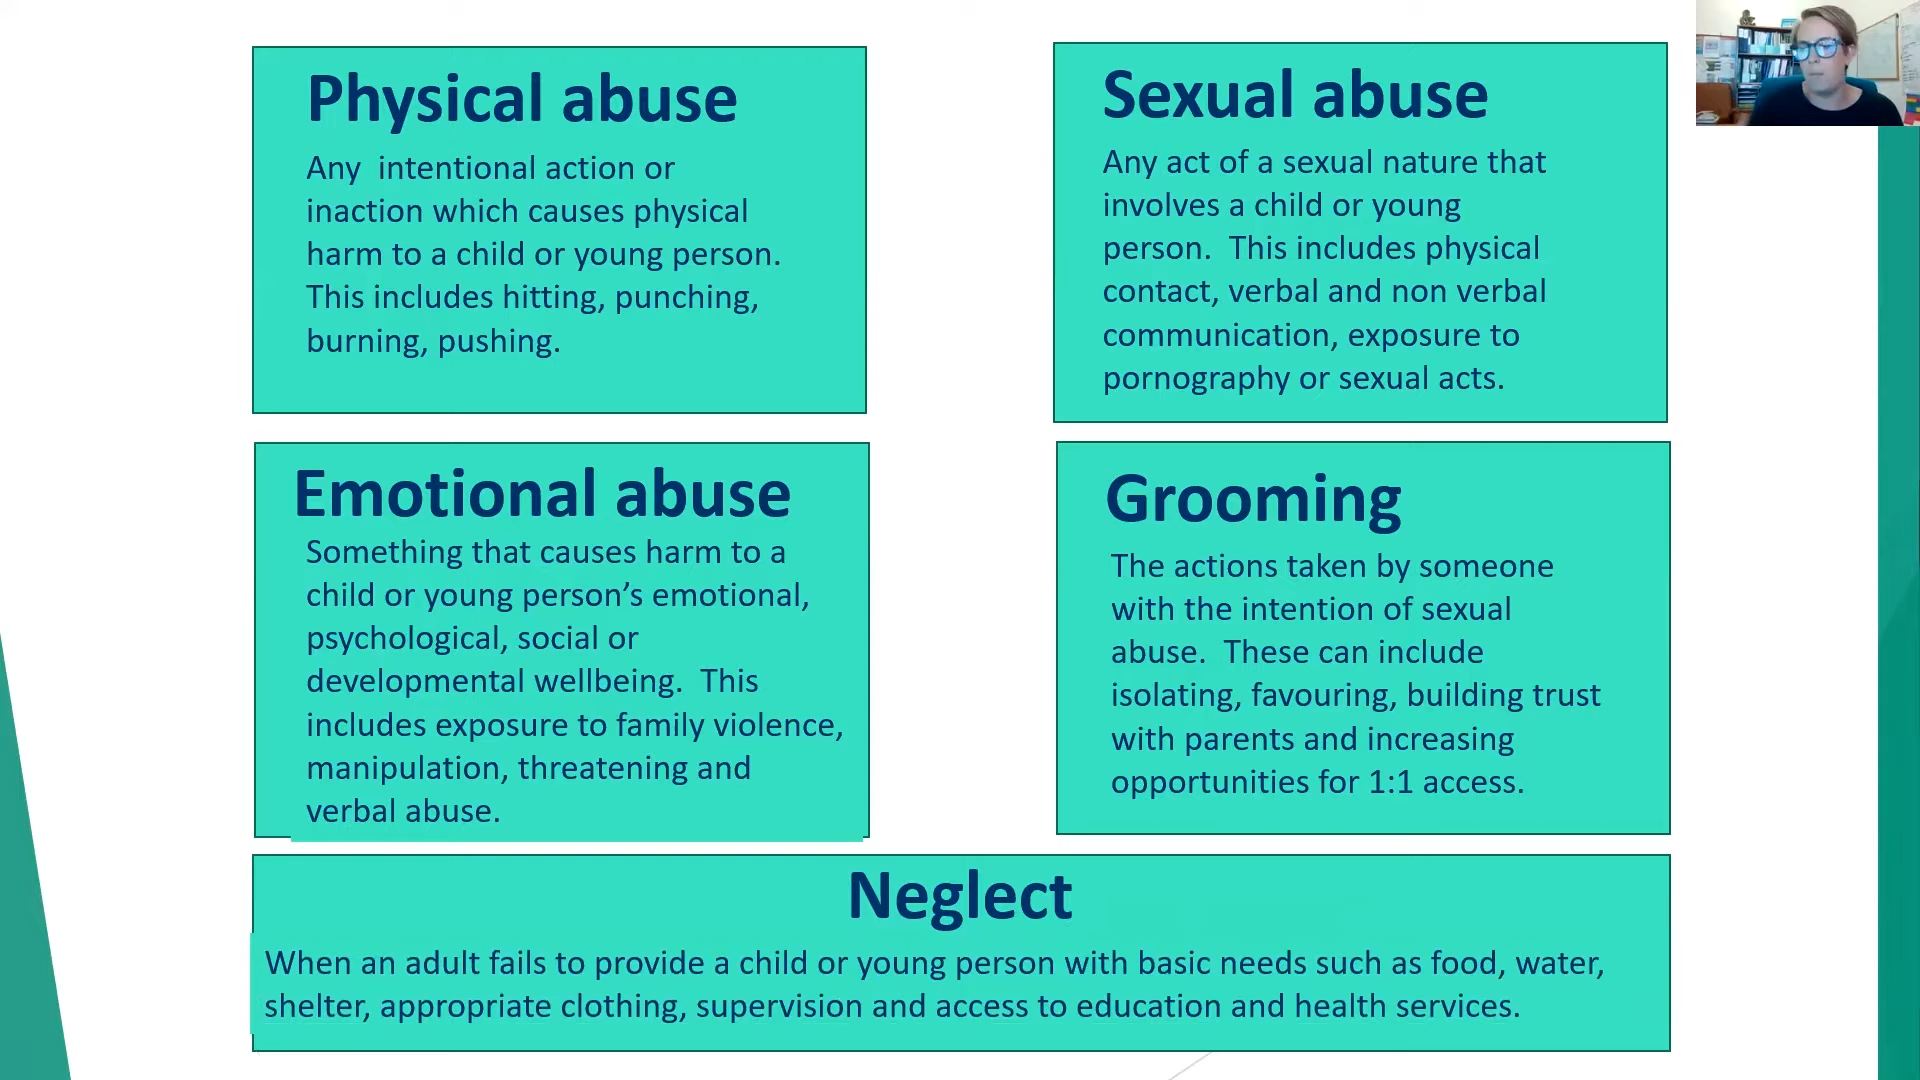 Physical abuse
Any  intentional action or
inaction which causes physical
harm to a child or young person.
This includes hitting, punching,
burning, pushing.
Sexual abuse
Any act of a sexual nature that
involves a child or young
person.  This includes physical
contact, verbal and non verbal
communication, exposure to
pornography or sexual acts.
Emotional abuse
Something that causes harm to a
child or young person’s emotional,
psychological, social or
developmental wellbeing.  This
includes exposure to family violence,
manipulation, threatening and
verbal abuse.
Grooming
The actions taken by someone
with the intention of sexual
abuse.  These can include
isolating, favouring, building trust
with parents and increasing
opportunities for 1:1 access.
Neglect
When an adult fails to provide a child or young person with basic needs such as food, water,
shelter, appropriate clothing, supervision and access to education and health services.